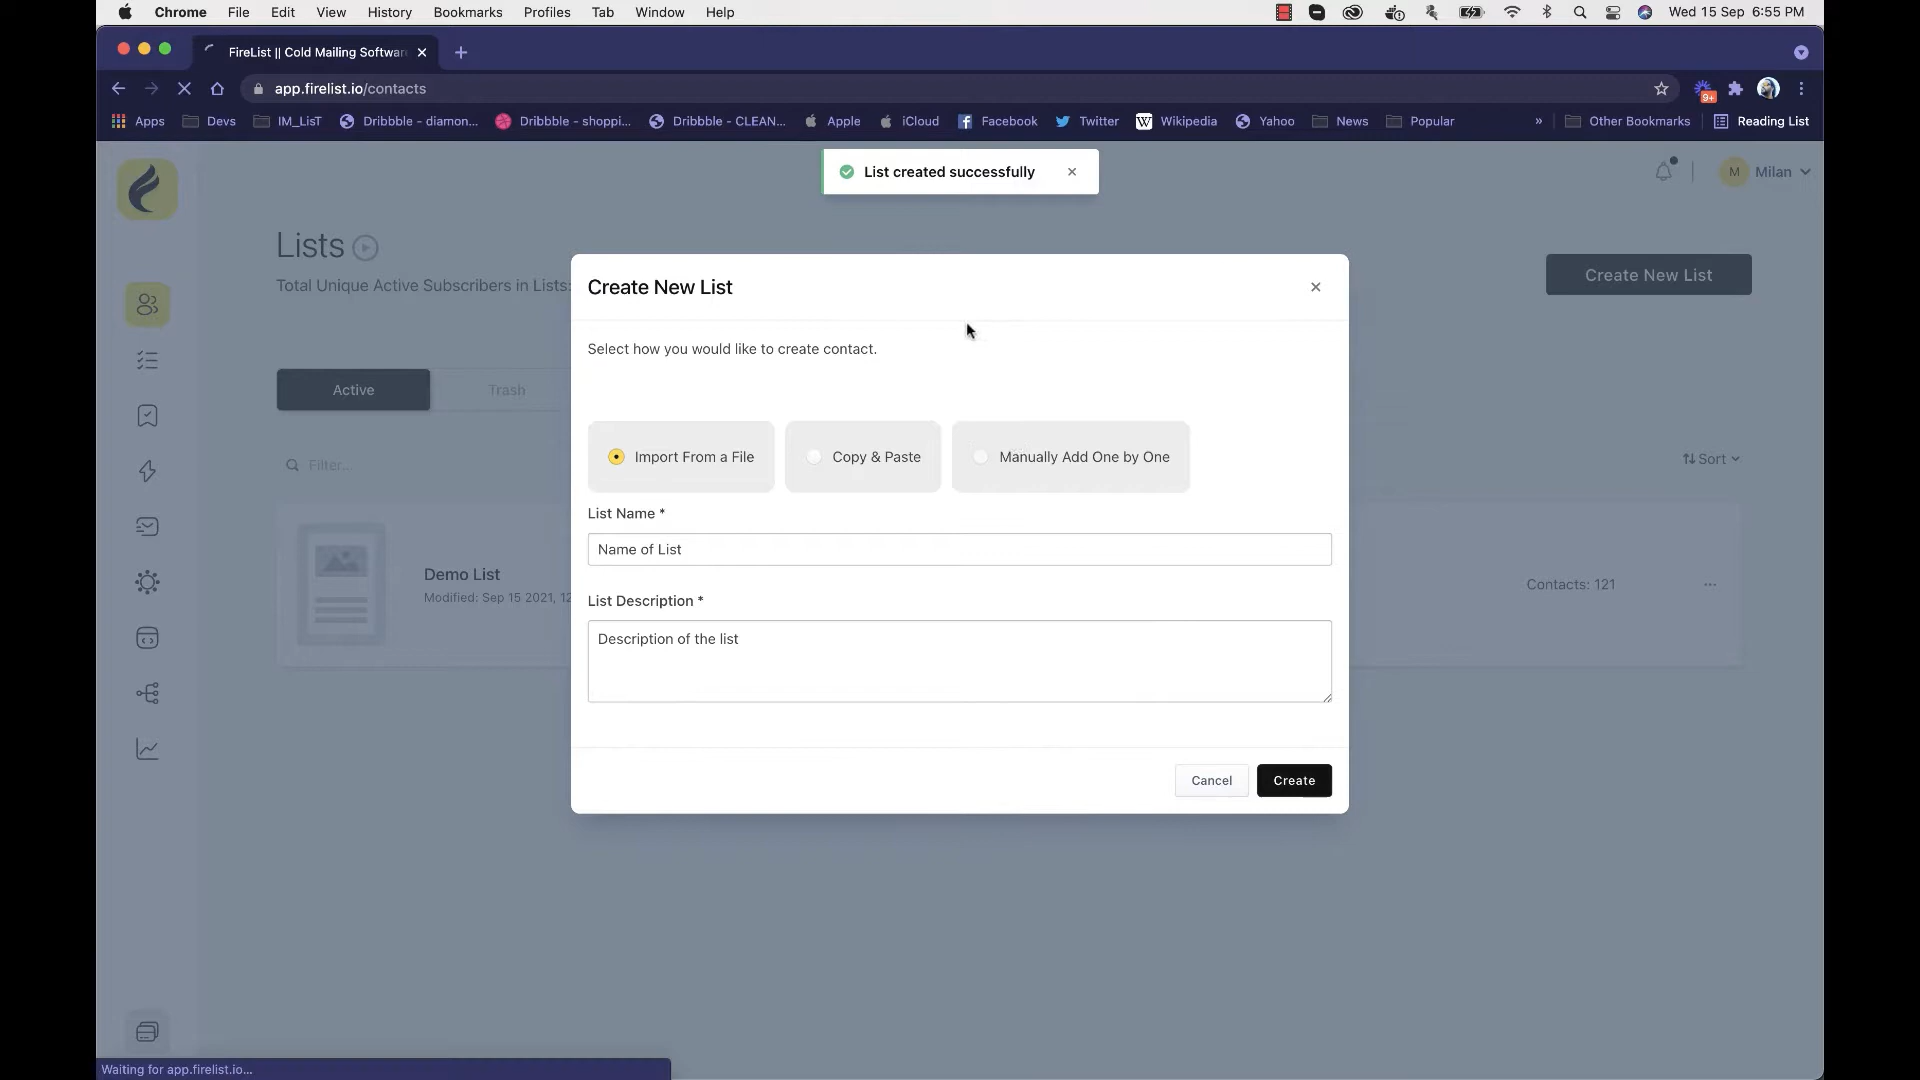 Chrome File Edit View History Bookmarks Profiles Tab Window Help Wed 15 Sep 6:55 PM
FireList || Cold Mailing Software
app.firelist.io/contacts 9+
Apps Devs IM_LisT Dribbble - diamon... Dribbble - shoppi... Dribbble - CLEAN... Apple iCloud Facebook Twitter W Wikipedia Yahoo News Popular » Other Bookmarks Reading List
List created successfully
M Milan
Lists
Create New List
Total Unique Active Subscribers in Lists:
Create New List
Select how you would like to create contact.
Active Trash
Import From a File Copy & Paste Manually Add One by One
Filter... Sort
List Name *
Name of List
Demo List
Modified: Sep 15 2021, 12
Contacts: 121 ...
List Description *
Description of the list
Cancel Create
Waiting for app.firelist.io...